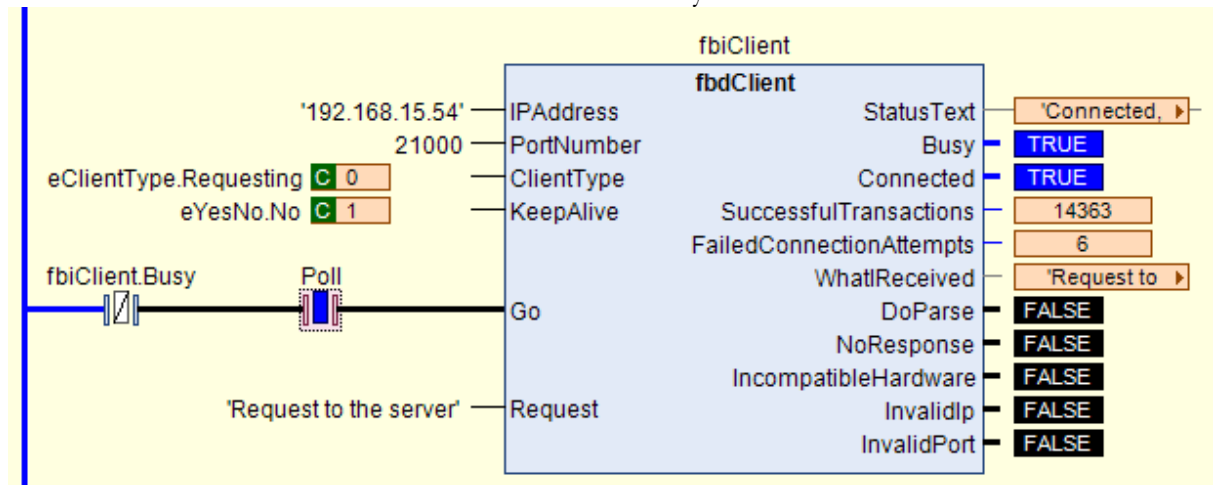 fbiClient
fbdClient
'192.168.15.54' IPAddress StatusText 'Connected,
21000 PortNumber Busy TRUE
eClientType.Requesting C 0 ClientType Connected TRUE
eYesNo.No C 1 KeepAlive SuccessfulTransactions 14363
FailedConnectionAttempts 6
fbiClient.Busy Poll WhatIReceived 'Request to
Go DoParse FALSE
NoResponse FALSE
IncompatibleHardware FALSE
'Request to the server' Request InvalidIp FALSE
InvalidPort FALSE